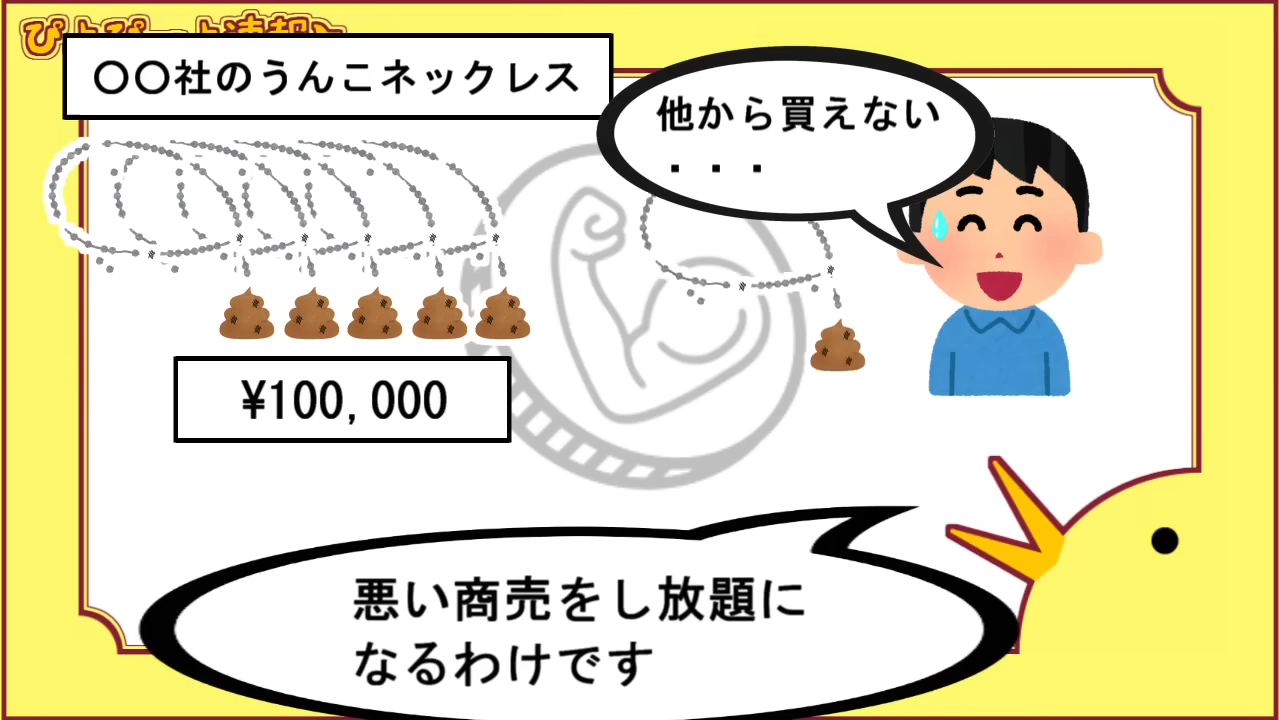 〇〇社のうんこネックレス
他から買えない
・・・
¥100,000
悪い商売をし放題に
なるわけです